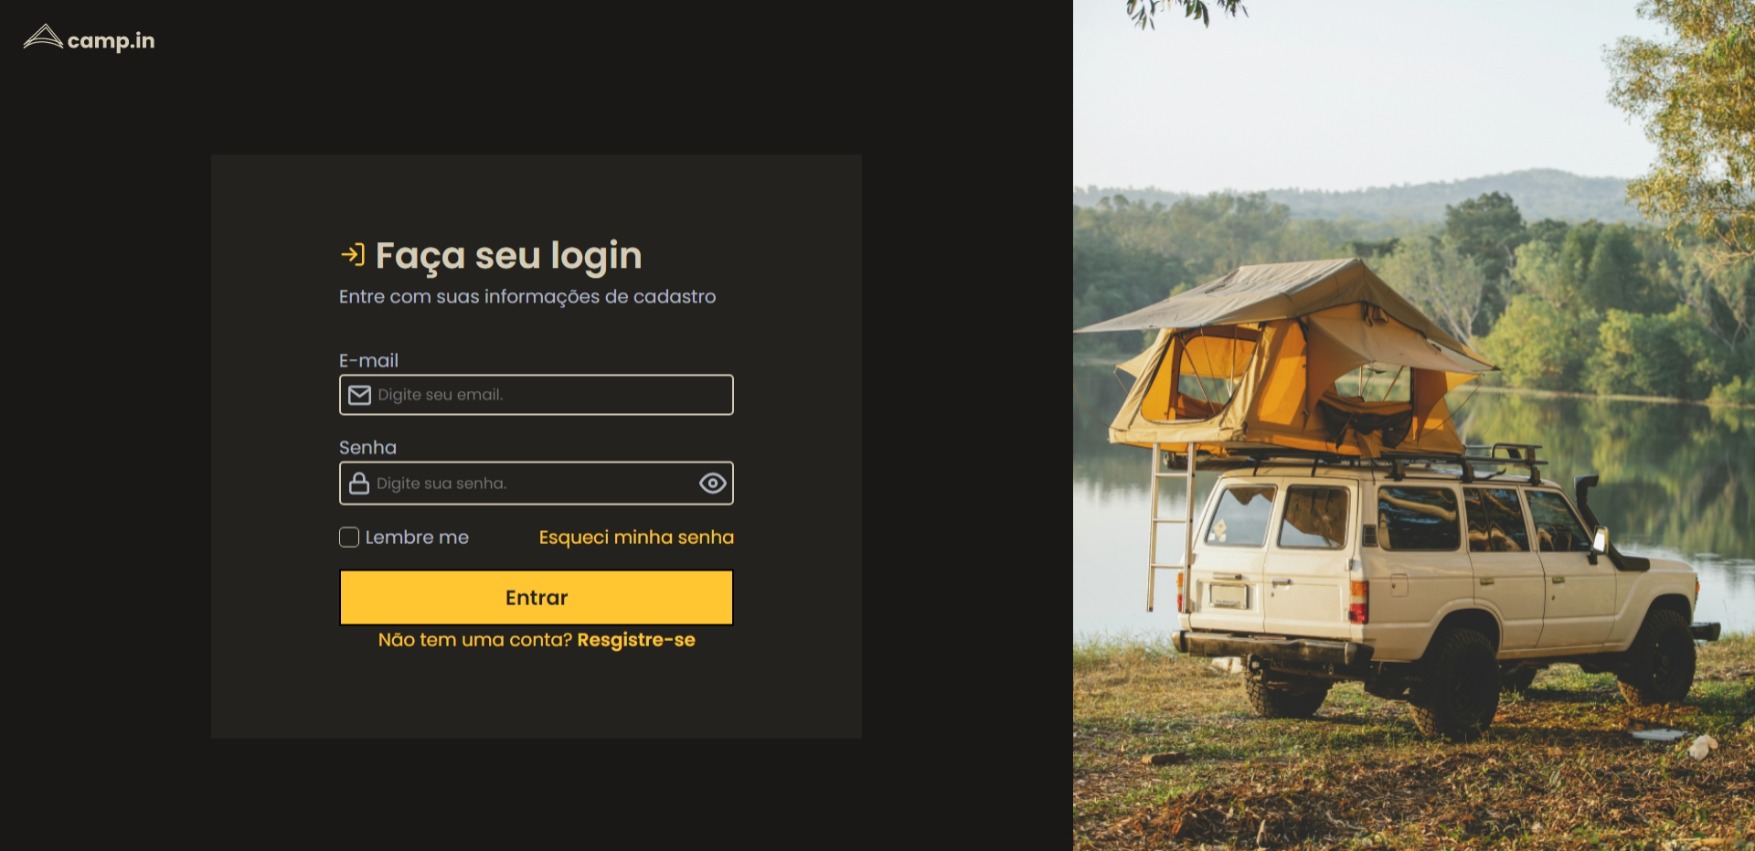 camp.in
Faça seu login
Entre com suas informações de cadastro
E-mail
Digite seu email.
Senha
Digite sua senha.
Lembre me
Esqueci minha senha
Entrar
Não tem uma conta? Resgistre-se